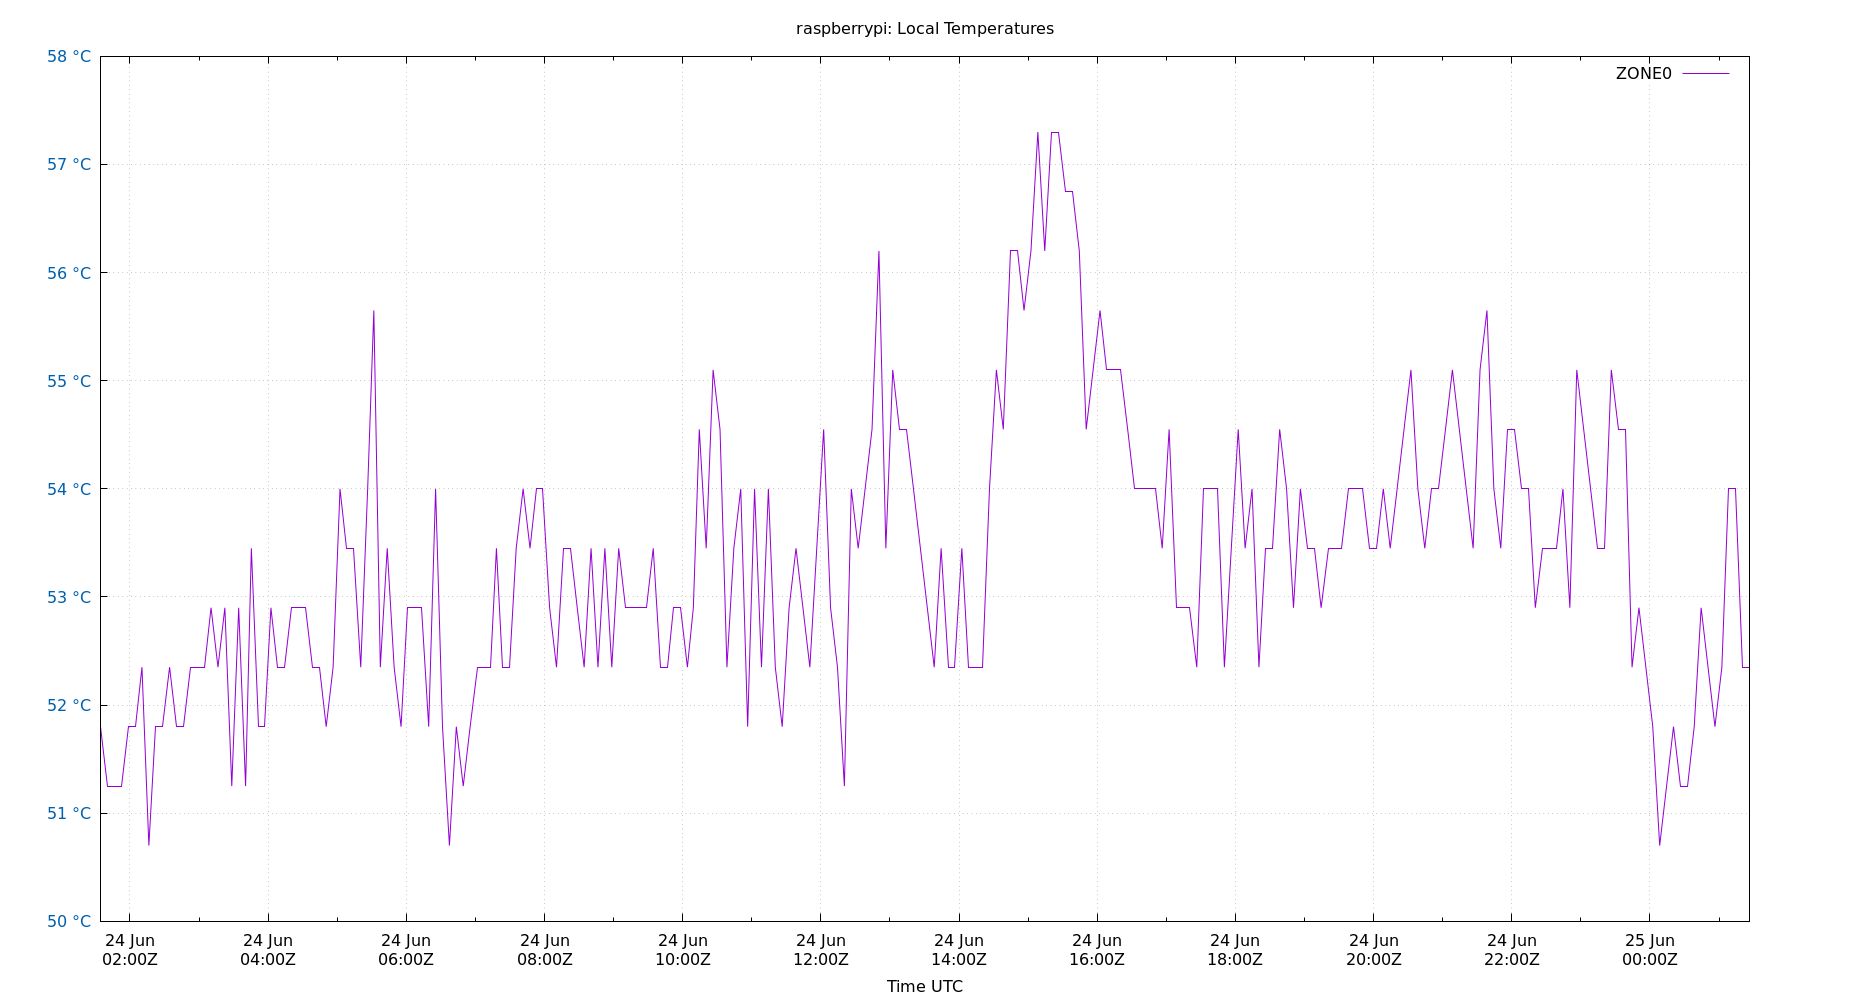 raspberrypi: Local Temperatures
58 °C
ZONE0
57 °C
56 °C
55 °C
54 °C
53 °C
52 °C
51 °C
50 °C
24 Jun 24 Jun 24 Jun 24 Jun 24 Jun 24 Jun 24 Jun 24 Jun 24 Jun 24 Jun 24 Jun 25 Jun
02:00Z 04:00Z 06:00Z 08:00Z 10:00Z 12:00Z 14:00Z 16:00Z 18:00Z 20:00Z 22:00Z 00:00Z
Time UTC